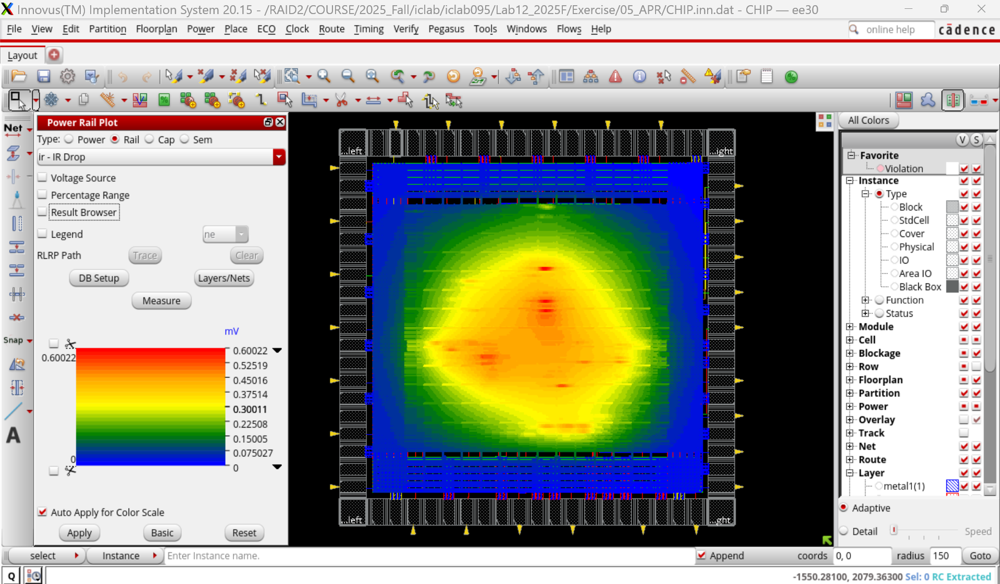 Innovus(TM) Implementation System 20.15 - /RAID2/COURSE/2025_Fall/iclab/iclab095/Lab12_2025F/Exercise/05_APR/CHIP.inn.dat - CHIP — ee30
File View Edit Partition Floorplan Power Place ECO Clock Route Timing Verify Pegasus Tools Windows Flows Help
online help
cādence
Layout
All Colors
Net
Power Rail Plot
Type: Power Rail Cap Sem
ir - IR Drop
Voltage Source
Percentage Range
Result Browser
Legend
ne
RLRP Path
Trace
Clear
DB Setup
Layers/Nets
Measure
mV
Snap
0.60022
0.60022
0.52519
0.45016
0.37514
0.30011
0.22508
0.15005
0.075027
0
0
A
Auto Apply for Color Scale
Apply
Basic
Reset
...left
...ight
...left
...ght
V S
Favorite
Violation
Instance
Type
Block
StdCell
Cover
Physical
IO
Area IO
Black Box
Function
Status
Module
Cell
Blockage
Row
Floorplan
Partition
Power
Overlay
Track
Net
Route
Layer
metal1(1)
Adaptive
Detail
Speed
select
Instance
Enter Instance name.
Append
coords
0, 0
radius
150
Goto
Q
-1550.28100, 2079.36300 Sel: 0 RC Extracted